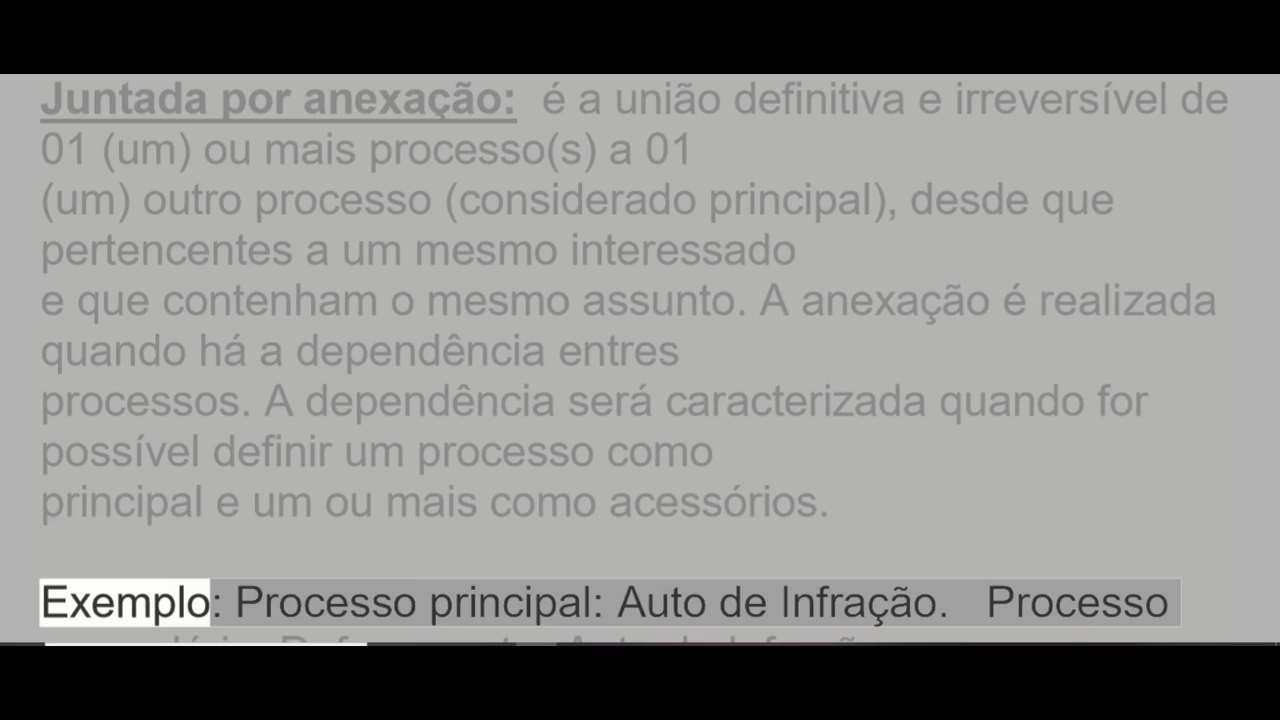 Juntada por anexação: é a união definitiva e irreversível de
01 (um) ou mais processo(s) a 01
(um) outro processo (considerado principal), desde que
pertencentes a um mesmo interessado
e que contenham o mesmo assunto. A anexação é realizada
quando há a dependência entres
processos. A dependência será caracterizada quando for
possível definir um processo como
principal e um ou mais como acessórios.
Exemplo: Processo principal: Auto de Infração. Processo